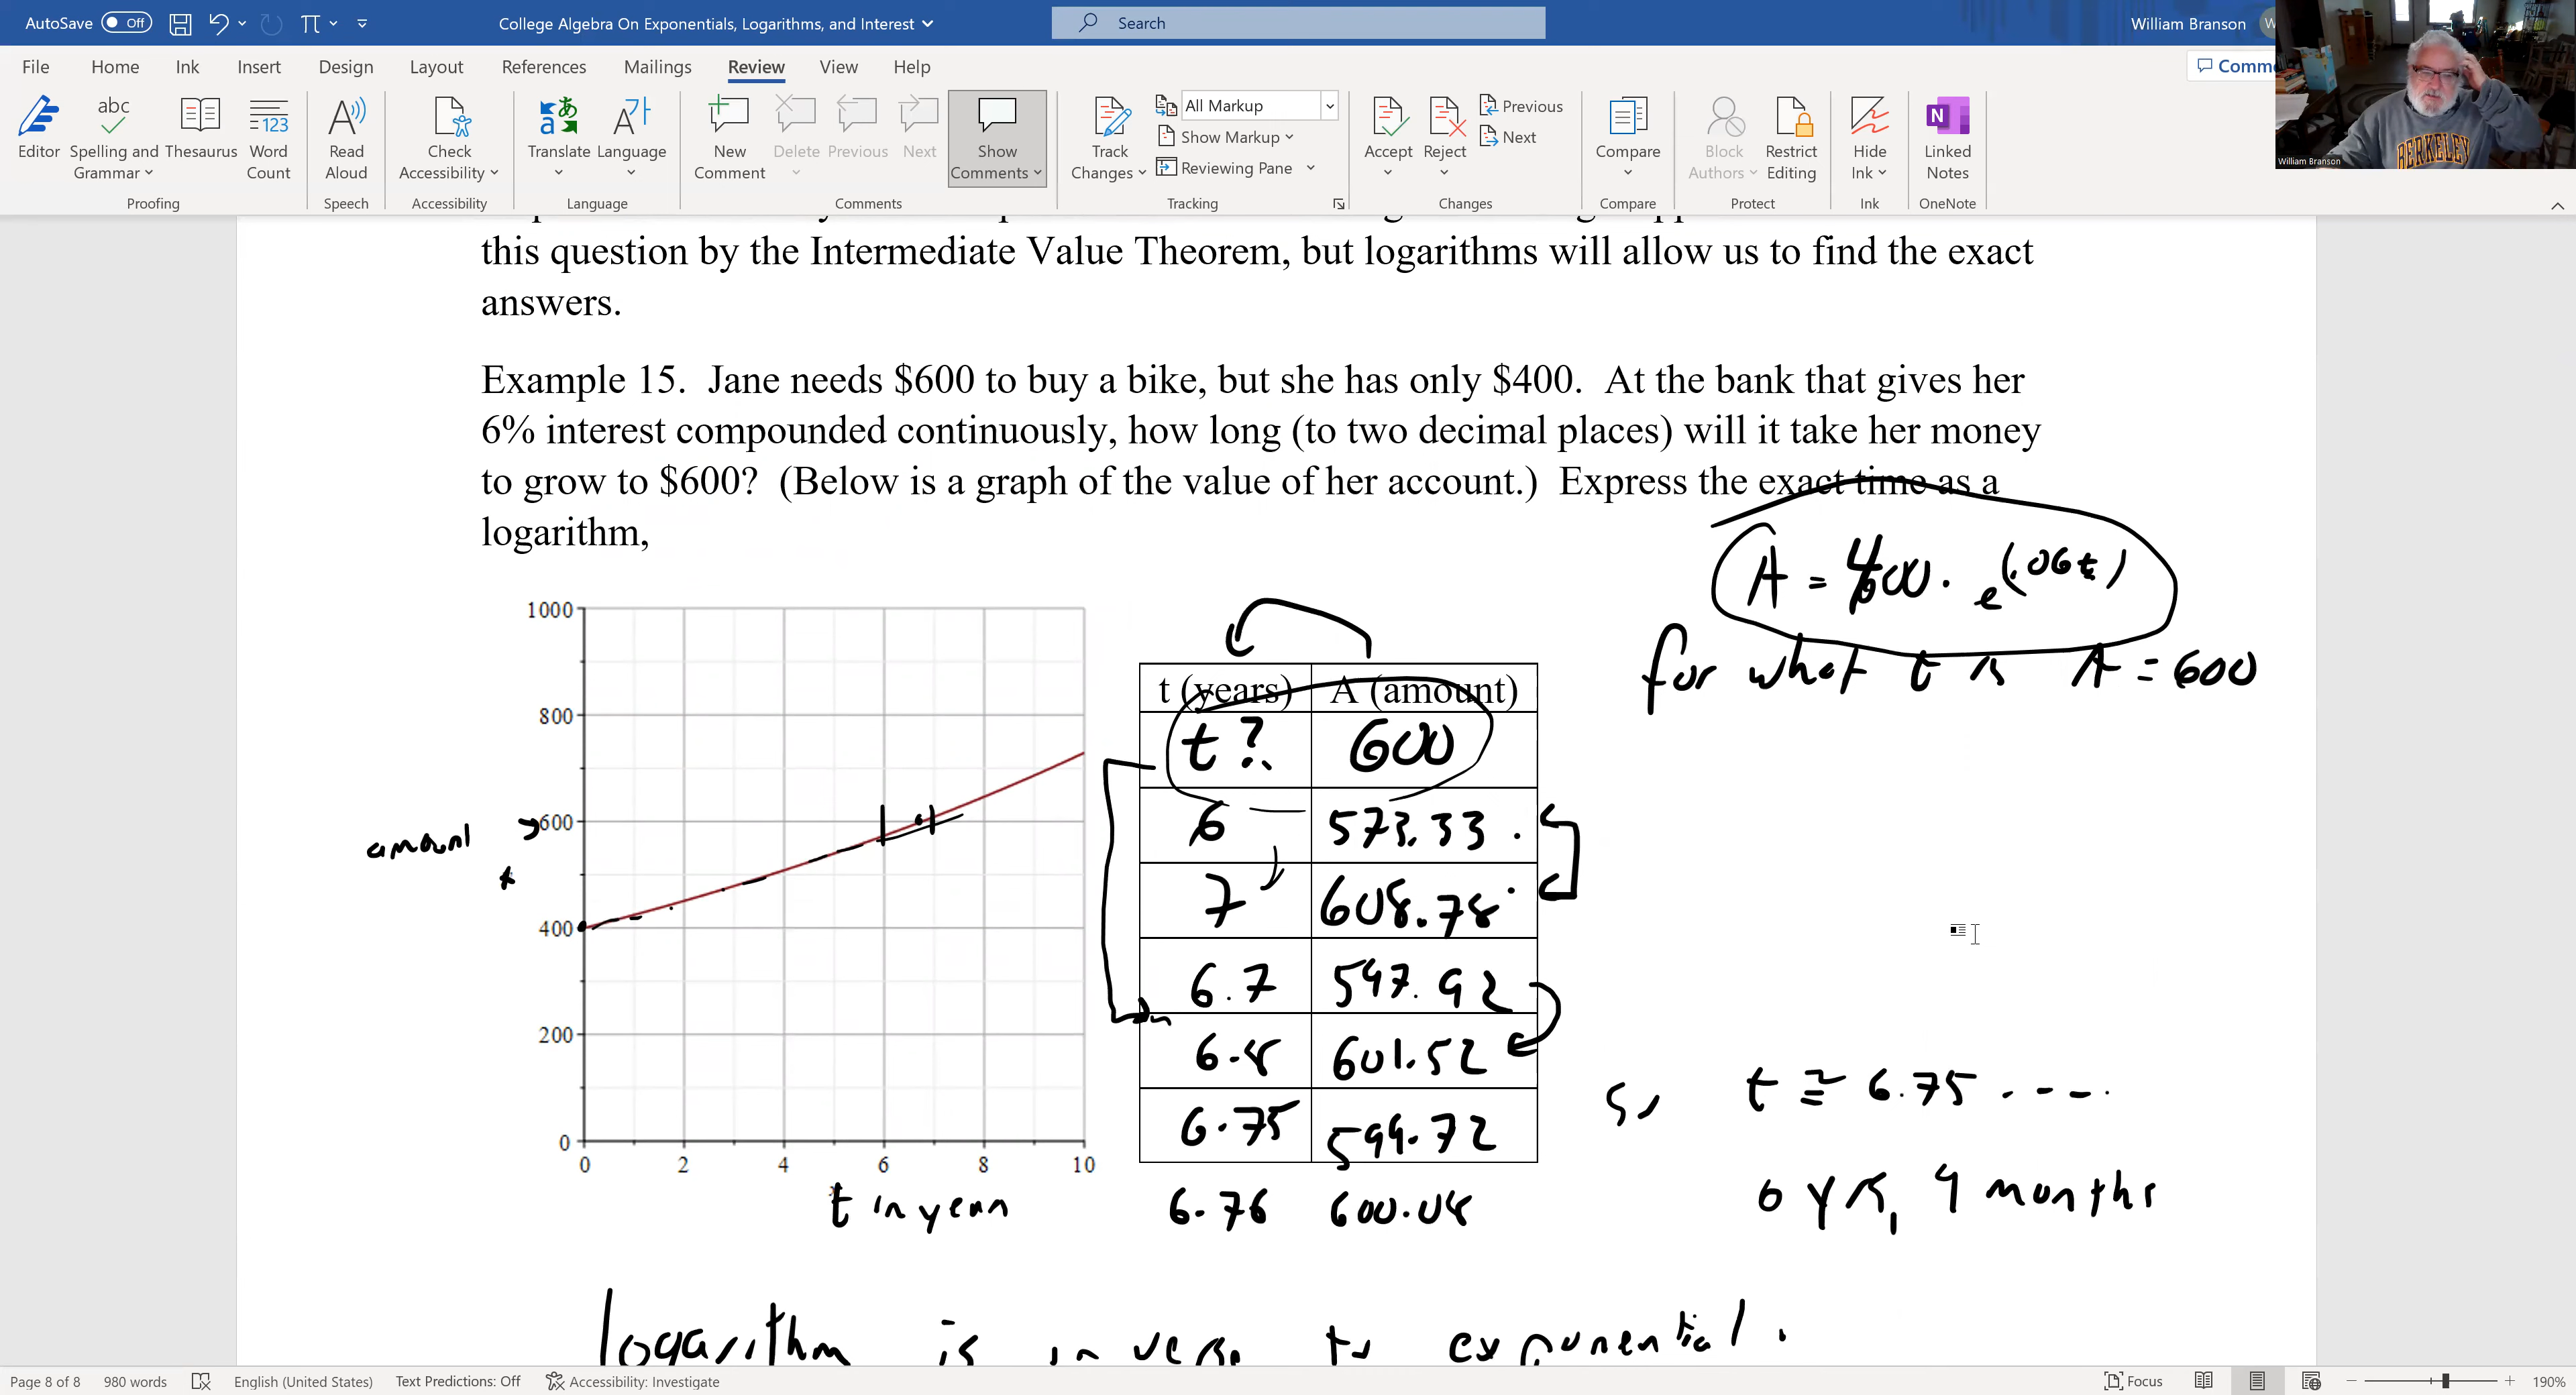 AutoSave Off
College Algebra On Exponentials, Logarithms, and Interest
Search
William Branson
File Home Ink Insert Design Layout References Mailings Review View Help
Editor
Spelling and Grammar
Thesaurus
Word Count
Proofing
Read Aloud
Speech
Check Accessibility
Accessibility
Translate
Language
Language
New Comment
Delete
Previous
Next
Show Comments
Comments
Track Changes
All Markup
Show Markup
Reviewing Pane
Tracking
Accept
Reject
Previous
Next
Changes
Compare
Compare
Block Authors
Restrict Editing
Protect
Hide Ink
Ink
Linked Notes
OneNote
BERKELEY
William Branson
this question by the Intermediate Value Theorem, but logarithms will allow us to find the exact
answers.
Example 15. Jane needs $600 to buy a bike, but she has only $400. At the bank that gives her
6% interest compounded continuously, how long (to two decimal places) will it take her money
to grow to $600? (Below is a graph of the value of her account.) Express the exact time as a
logarithm,
A = 400 · e^(.06t)
for what t is A = 600
1000
800
600
400
200
0
0 2 4 6 8 10
amount
t in years
t (years) A (amount)
t? 600
6 573.33
7 608.78
6.7 597.92
6.8 601.52
6.75 599.72
6.76 600.08
so t ≅ 6.75 ----
6 yrs, 9 months
logarithm is inverse to exponential.
Page 8 of 8 980 words English (United States) Text Predictions: Off Accessibility: Investigate Focus 190%